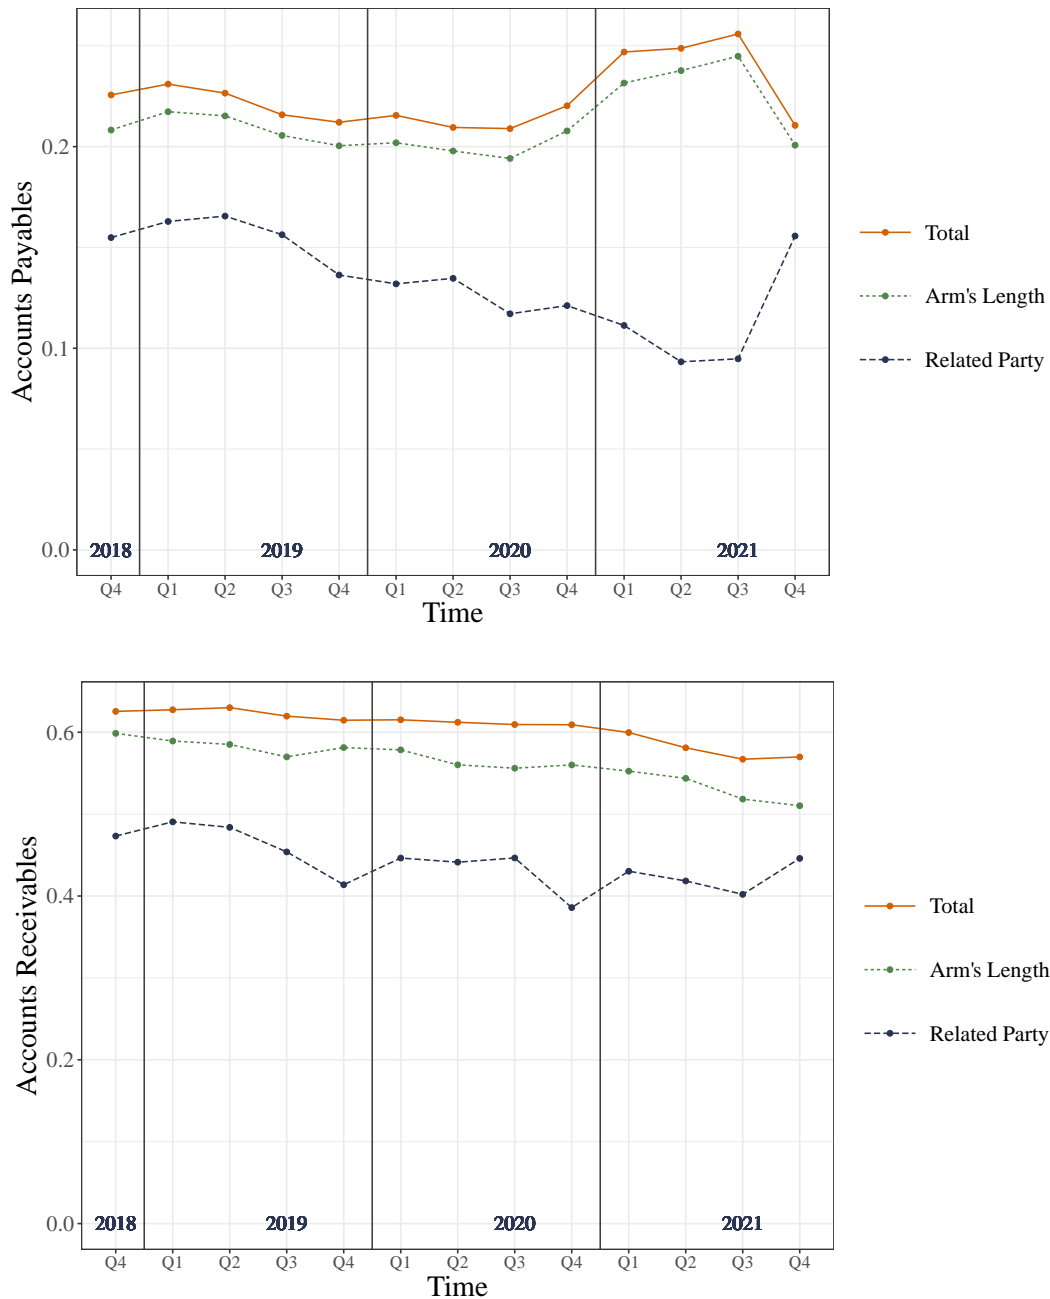 Accounts Payables
0.2
0.1
0.0
2018 2019 2020 2021
Q4 Q1 Q2 Q3 Q4 Q1 Q2 Q3 Q4 Q1 Q2 Q3 Q4
Time
Total
Arm's Length
Related Party
Accounts Receivables
0.6
0.4
0.2
0.0
2018 2019 2020 2021
Q4 Q1 Q2 Q3 Q4 Q1 Q2 Q3 Q4 Q1 Q2 Q3 Q4
Time
Total
Arm's Length
Related Party